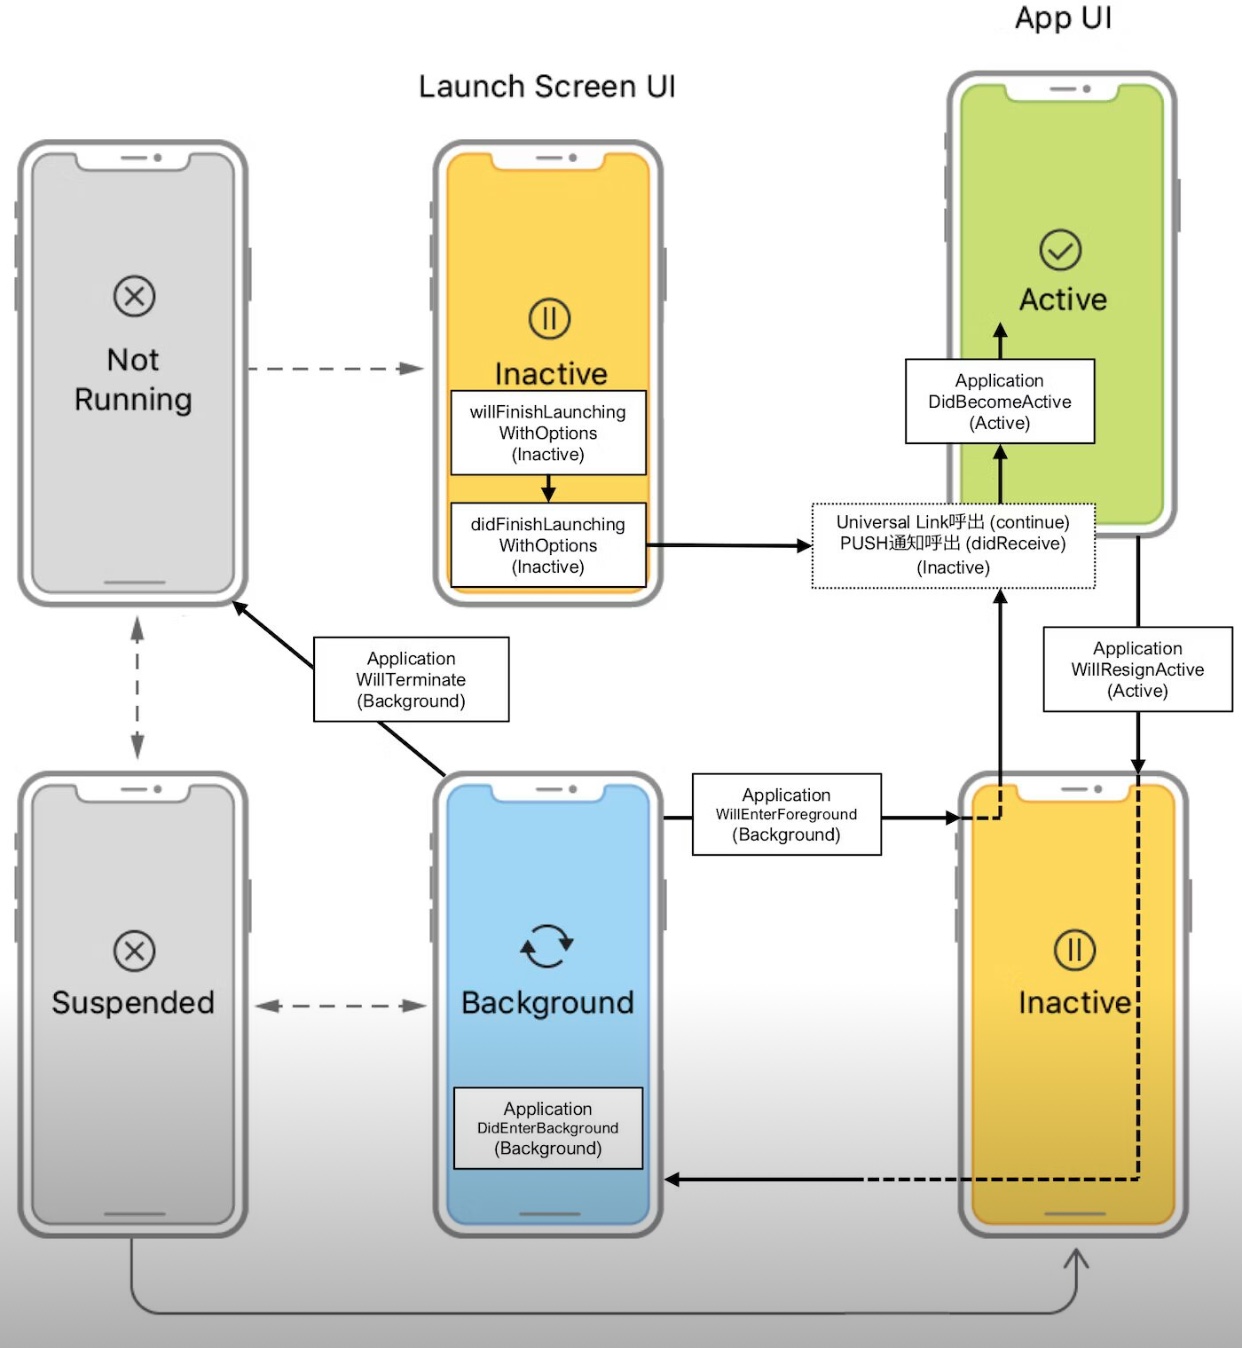 App UI
Launch Screen UI
Not
Running
Inactive
willFinishLaunching
WithOptions
(Inactive)
didFinishLaunching
WithOptions
(Inactive)
Active
Application
DidBecomeActive
(Active)
Universal Link呼出 (continue)
PUSH通知呼出 (didReceive)
(Inactive)
Application
WillTerminate
(Background)
Application
WillResignActive
(Active)
Application
WillEnterForeground
(Background)
Suspended
Background
Application
DidEnterBackground
(Background)
Inactive